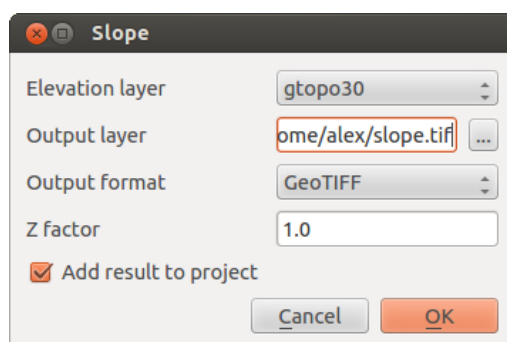 Slope
Elevation layer gtopo30
Output layer ome/alex/slope.tif ...
Output format GeoTIFF
Z factor 1.0
Add result to project
Cancel OK